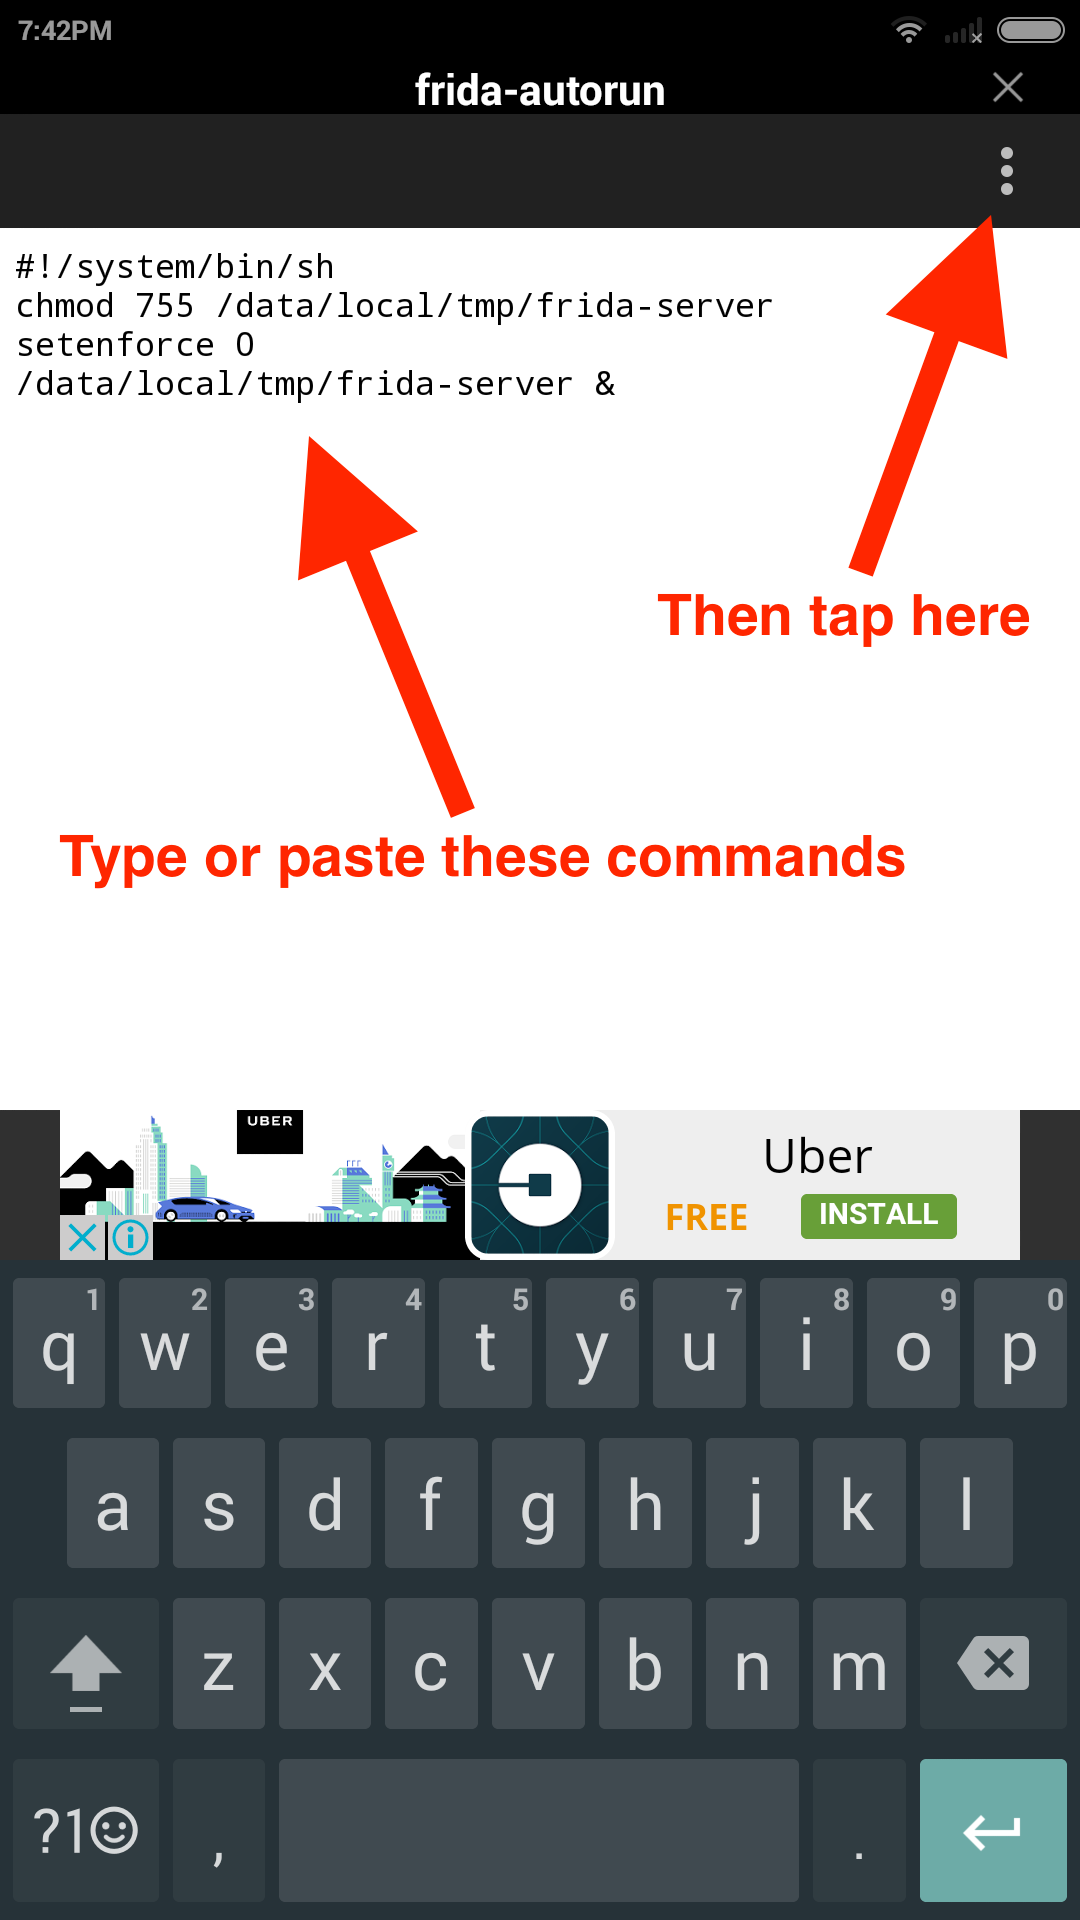 7:42PM
frida-autorun
#!/system/bin/sh
chmod 755 /data/local/tmp/frida-server
setenforce 0
/data/local/tmp/frida-server &
Then tap here
Type or paste these commands
UBER
Uber
FREE INSTALL
1 2 3 4 5 6 7 8 9 0
q w e r t y u i o p
a s d f g h j k l
z x c v b n m
?1☺ , .